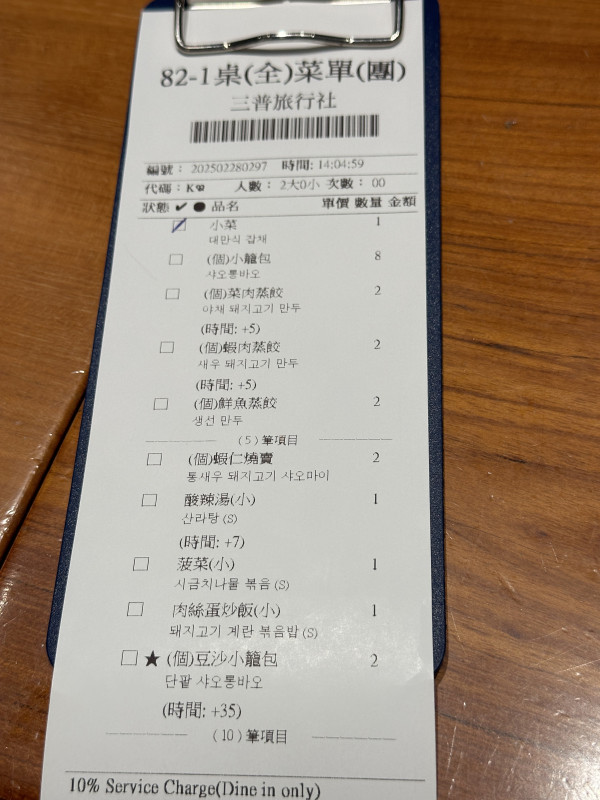 82-1桌(全)菜單(團)
三普旅行社
編號： 202502280297 時間: 14:04:59
代碼：K 人數： 2大0小 次數： 00
狀態 ✔ ● 品名 單價 數量 金額
小菜 1
대만식 잡채
(個)小籠包 8
샤오롱바오
(個)菜肉蒸餃 2
야채 돼지고기 만두
(時間: +5)
(個)蝦肉蒸餃 2
새우 돼지고기 만두
(時間: +5)
(個)鮮魚蒸餃 2
생선 만두
(5)筆項目
(個)蝦仁燒賣 2
통새우 돼지고기 샤오마이
酸辣湯(小) 1
산라탕 (S)
(時間: +7)
菠菜(小) 1
시금치나물 볶음 (S)
肉絲蛋炒飯(小) 1
돼지고기 계란 볶음밥 (S)
★ (個)豆沙小籠包 2
단팥 샤오롱바오
(時間: +35)
(10)筆項目
10% Service Charge(Dine in only)